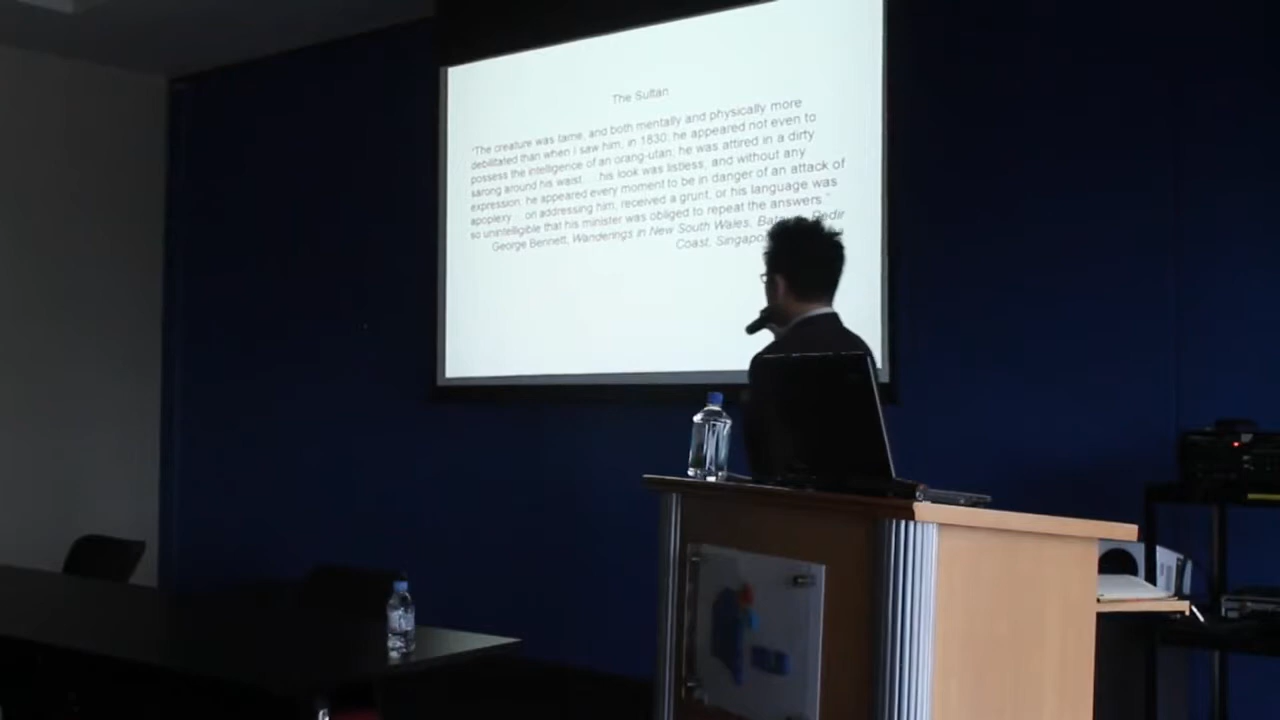 The Sultan
"The creature was tame, and both mentally and physically more
debilitated than when I saw him, in 1830; he appeared not even to
possess the intelligence of an orang-utan; he was attired in a dirty
sarong around his waist... his look was listless, and without any
expression; he appeared every moment to be in danger of an attack of
apoplexy... on addressing him, received a grunt, or his language was
so unintelligible that his minister was obliged to repeat the answers."
George Bennett, Wanderings in New South Wales, Pedir
Coast,